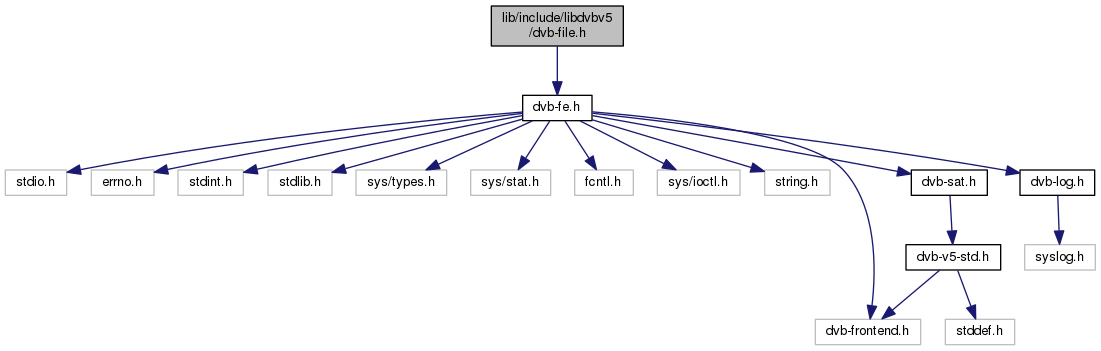 lib/include/libdvbv5
/dvb-file.h
dvb-fe.h
stdio.h
errno.h
stdint.h
stdlib.h
sys/types.h
sys/stat.h
fcntl.h
sys/ioctl.h
string.h
dvb-sat.h
dvb-log.h
dvb-v5-std.h
syslog.h
dvb-frontend.h
stddef.h